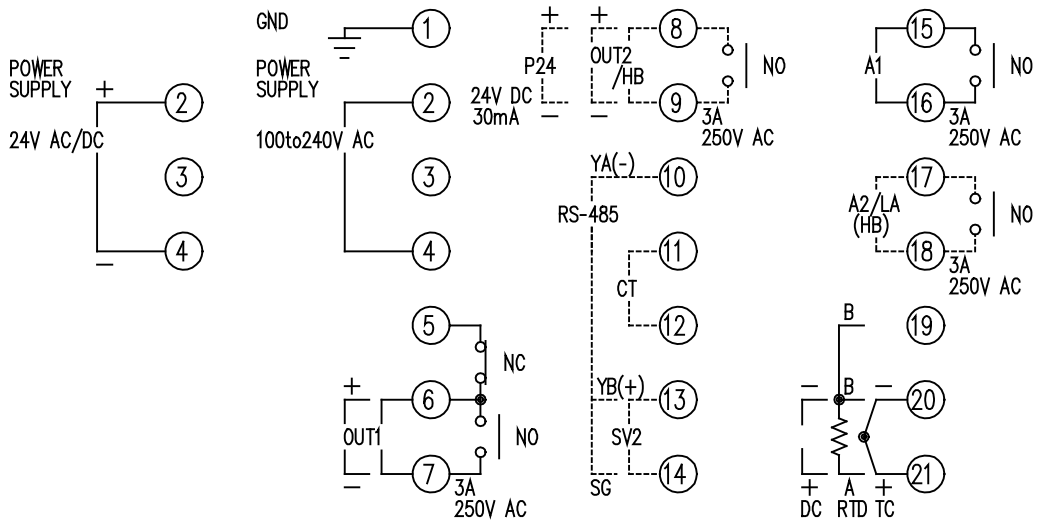 POWER
SUPPLY
+
24V AC/DC
−
2
3
4
GND
POWER
SUPPLY
100to240V AC
1
2
3
4
5
6
7
NC
NO
+
OUT1
−
3A
250V AC
+
P24
24V DC
30mA
−
+
OUT2
/HB
−
8
9
NO
3A
250V AC
YA(-)
10
RS-485
11
CT
12
YB(+)
13
SV2
14
SG
15
A1
16
NO
3A
250V AC
17
A2/LA
(HB)
18
NO
3A
250V AC
B
19
−
B
−
20
21
+
A
+
DC
RTD
TC